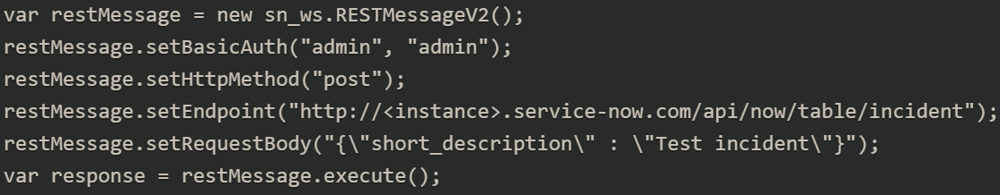 var restMessage = new sn_ws.RESTMessageV2();
restMessage.setBasicAuth("admin", "admin");
restMessage.setHttpMethod("post");
restMessage.setEndpoint("http://<instance>.service-now.com/api/now/table/incident");
restMessage.setRequestBody("{\"short_description\" : \"Test incident\"}");
var response = restMessage.execute();